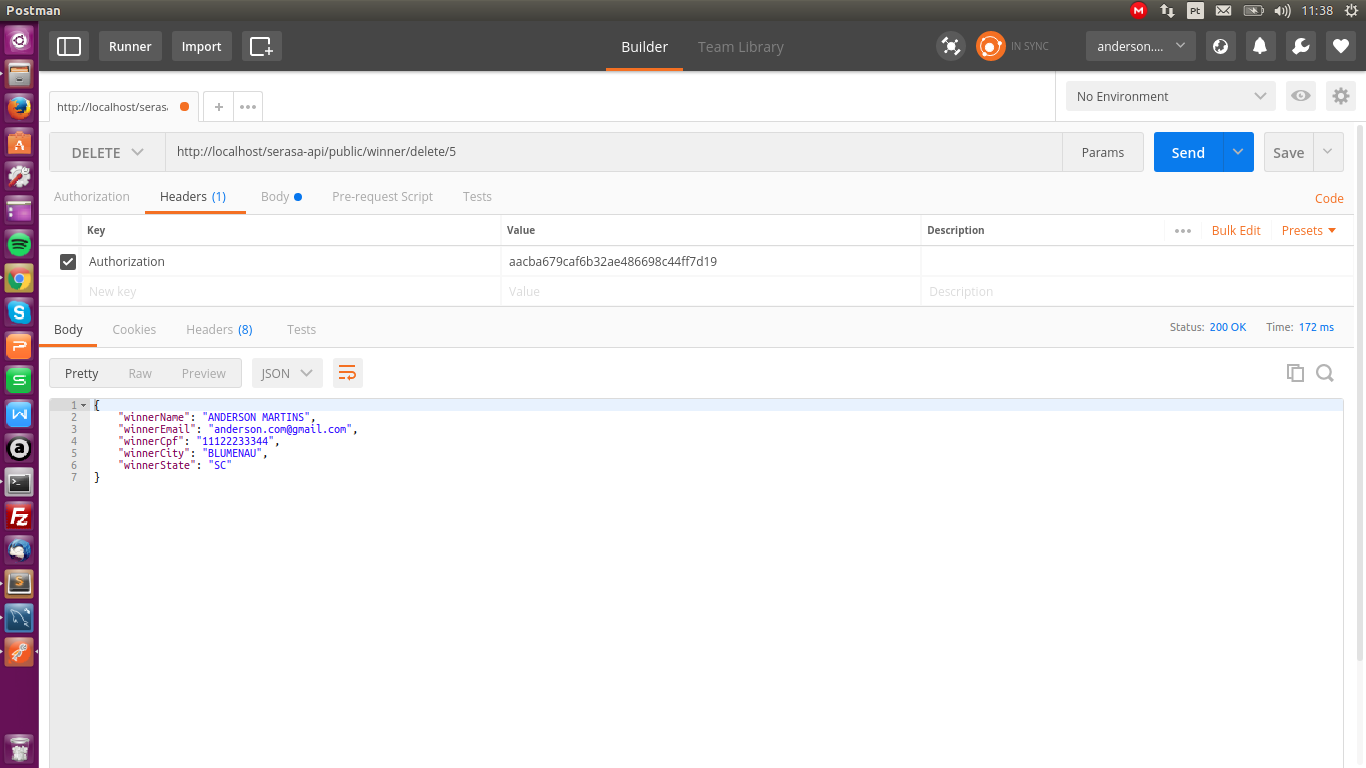 Postman
Pt
11:38
Runner
Import
Builder
Team Library
IN SYNC
anderson....
http://localhost/seras
No Environment
DELETE
http://localhost/serasa-api/public/winner/delete/5
Params
Send
Save
Authorization
Headers (1)
Body
Pre-request Script
Tests
Code
Key
Value
Description
Bulk Edit
Presets
Authorization
aacba679caf6b32ae486698c44ff7d19
New key
Value
Description
Body
Cookies
Headers (8)
Tests
Status: 200 OK
Time: 172 ms
Pretty
Raw
Preview
JSON
1 {
2 "winnerName": "ANDERSON MARTINS",
3 "winnerEmail": "anderson.com@gmail.com",
4 "winnerCpf": "11122233344",
5 "winnerCity": "BLUMENAU",
6 "winnerState": "SC"
7 }